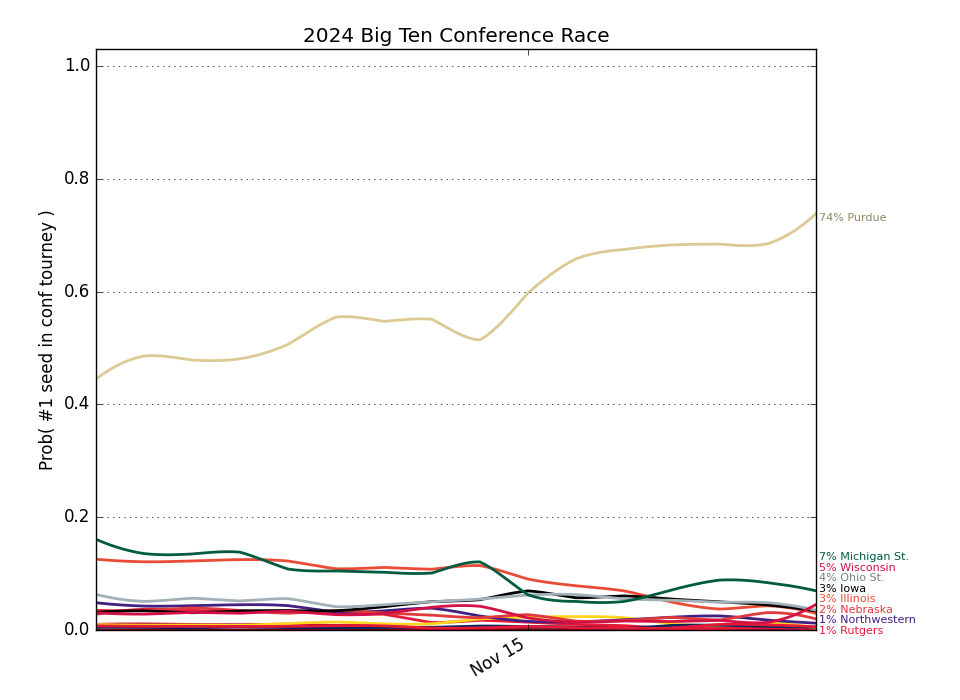 2024 Big Ten Conference Race
1.0
0.8
0.6
0.4
0.2
0.0
Prob( #1 seed in conf tourney )
Nov 15
74% Purdue
7% Michigan St.
5% Wisconsin
4% Ohio St.
3% Iowa
3% Illinois
2% Nebraska
1% Northwestern
1% Rutgers